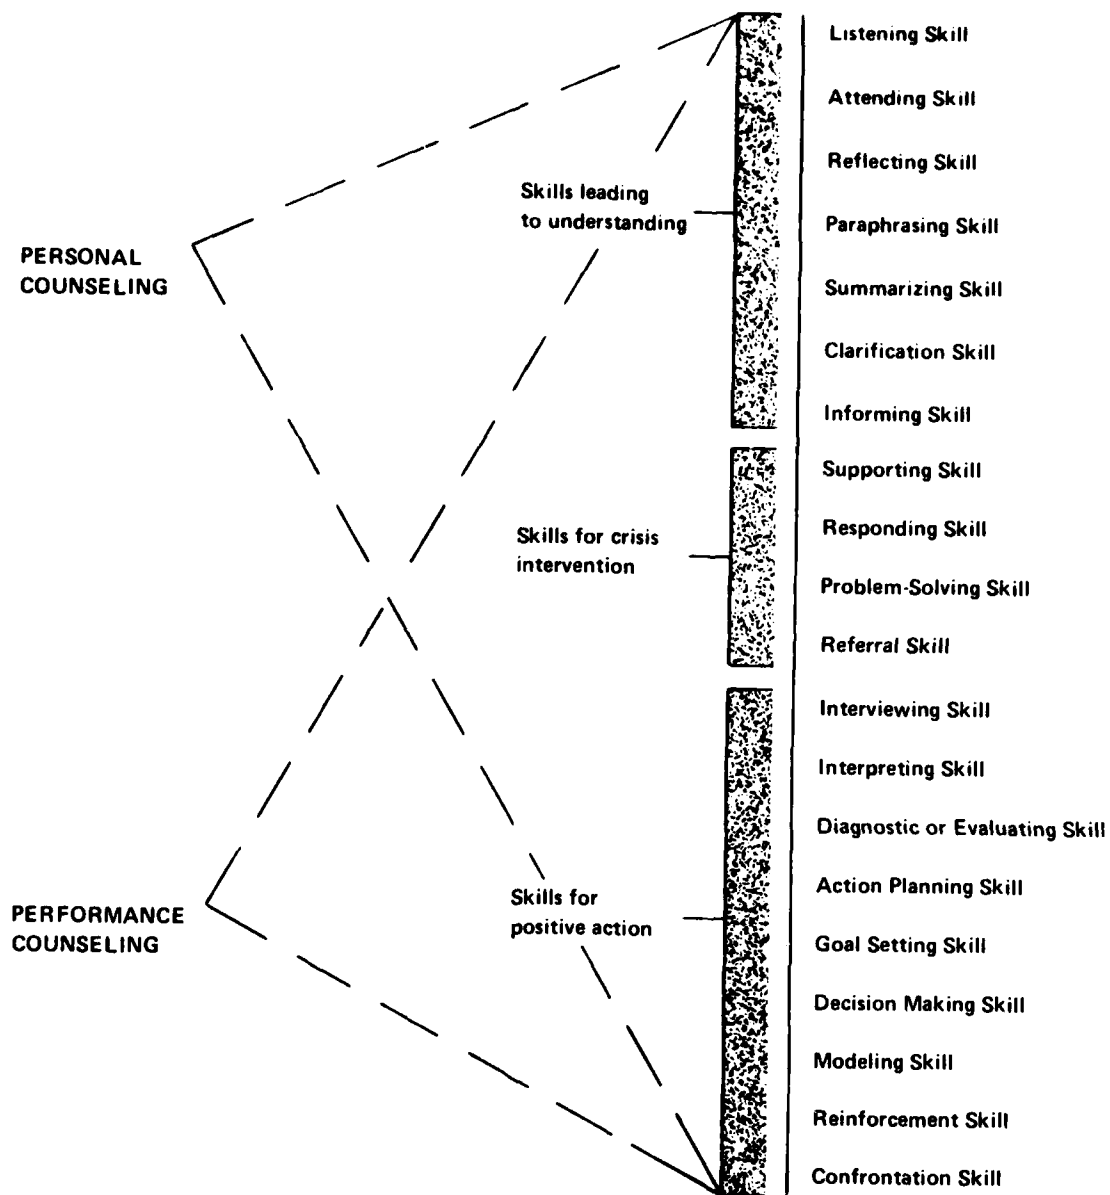 Listening Skill
Attending Skill
Reflecting Skill
Skills leading
to understanding
Paraphrasing Skill
PERSONAL
COUNSELING
Summarizing Skill
Clarification Skill
Informing Skill
Supporting Skill
Skills for crisis
intervention
Responding Skill
Problem-Solving Skill
Referral Skill
Interviewing Skill
Interpreting Skill
Diagnostic or Evaluating Skill
Action Planning Skill
Skills for
positive action
PERFORMANCE
COUNSELING
Goal Setting Skill
Decision Making Skill
Modeling Skill
Reinforcement Skill
Confrontation Skill